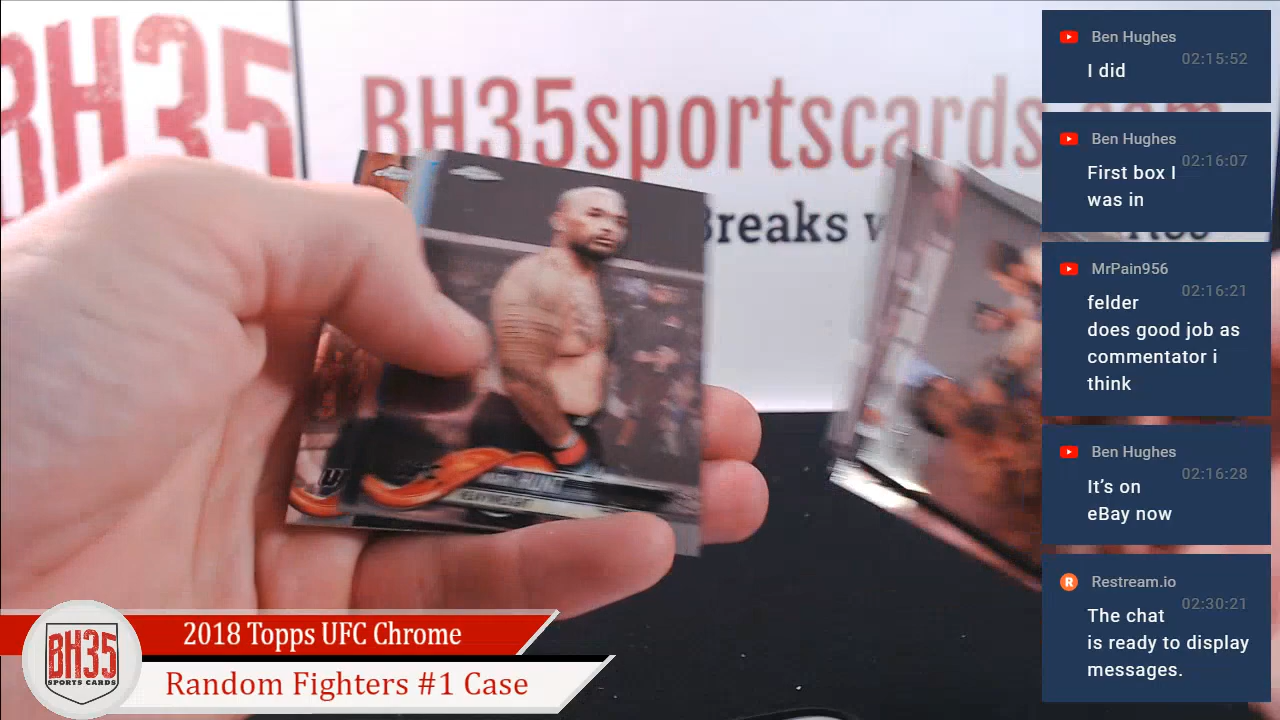 BH35
BH35sportscards.com
Breaks
Ben Hughes
02:15:52
I did
Ben Hughes
02:16:07
First box I
was in
MrPain956
02:16:21
felder
does good job as
commentator i
think
Ben Hughes
02:16:28
It's on
eBay now
Restream.io
02:30:21
The chat
is ready to display
messages.
HUNT
HEAVYWEIGHT
BH35
SPORTS CARDS
2018 Topps UFC Chrome
Random Fighters #1 Case